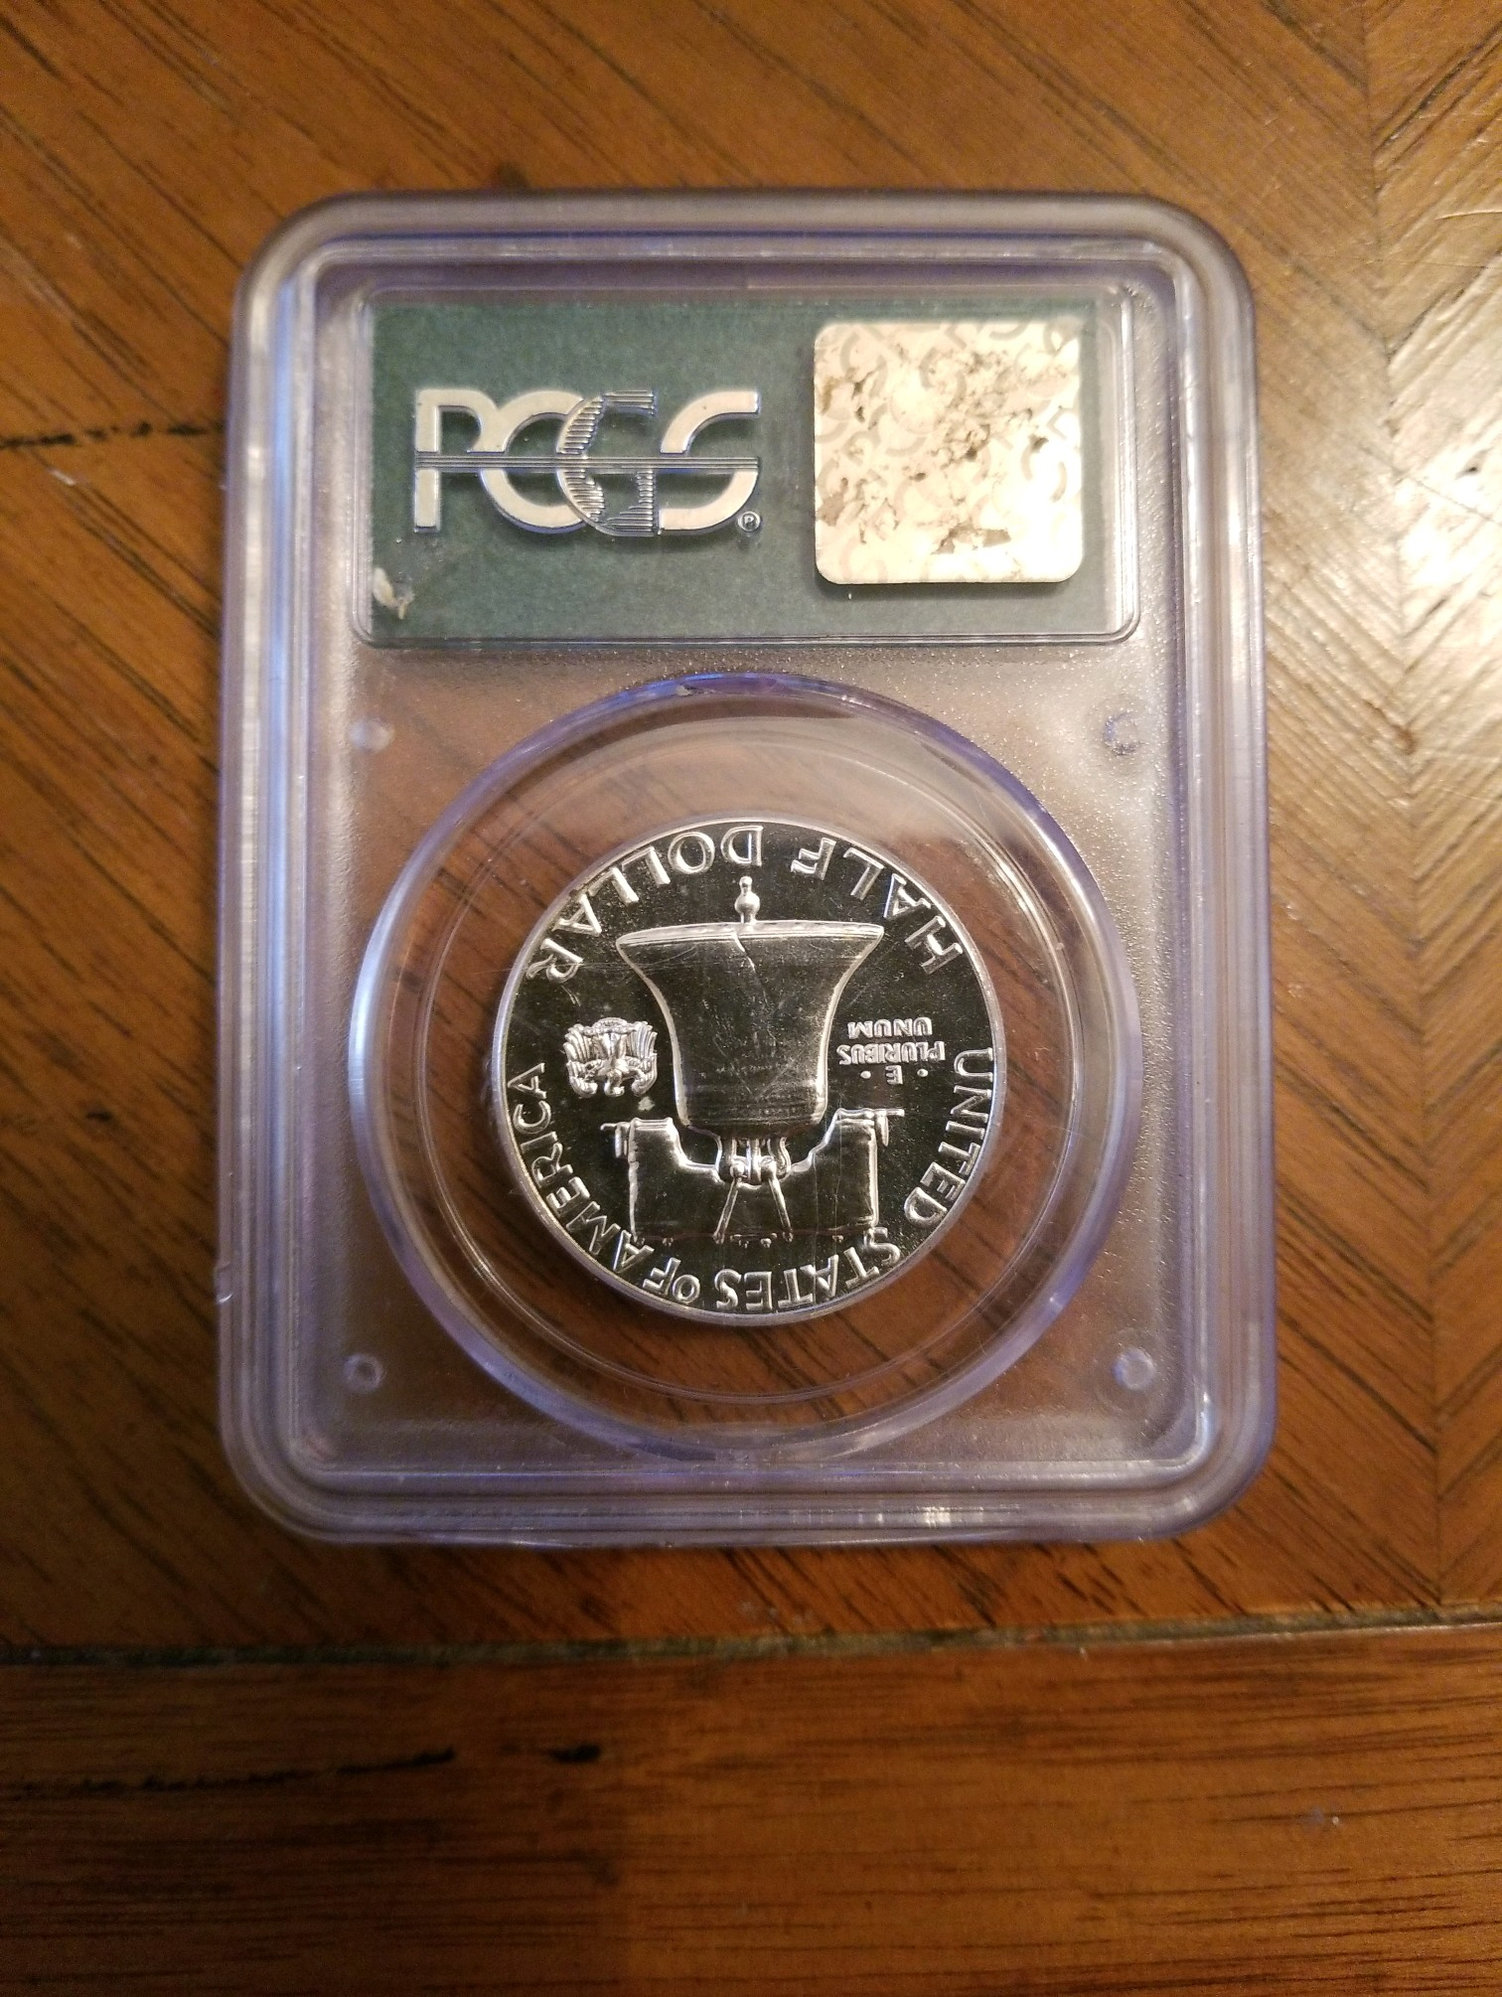 PCGS
®
UNITED STATES OF AMERICA
· E ·
PLURIBUS
UNUM
HALF DOLLAR